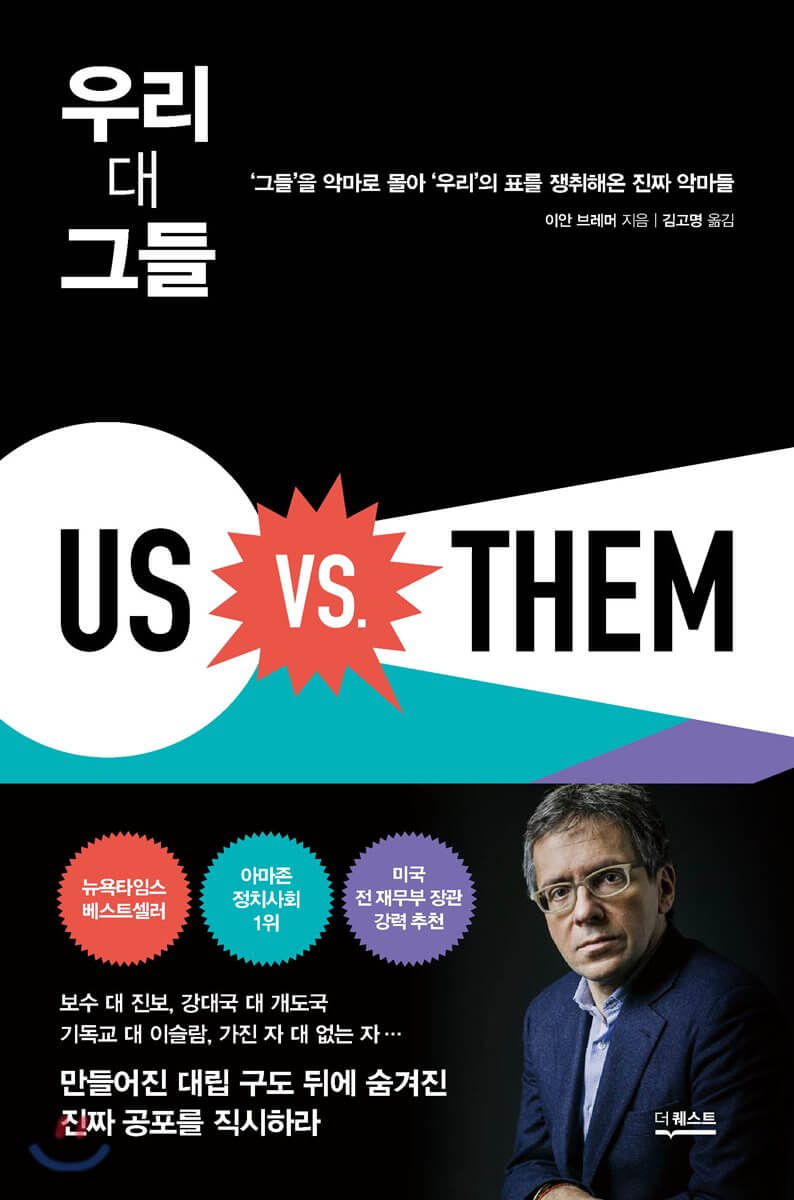 우리
대
그들
‘그들’을 악마로 몰아 ‘우리’의 표를 쟁취해온 진짜 악마들
이안 브레머 지음 | 김고명 옮김
US VS. THEM
뉴욕타임스
베스트셀러
아마존
정치사회
1위
미국
전 재무부 장관
강력 추천
보수 대 진보, 강대국 대 개도국
기독교 대 이슬람, 가진 자 대 없는 자…
만들어진 대립 구도 뒤에 숨겨진
진짜 공포를 직시하라
더퀘스트